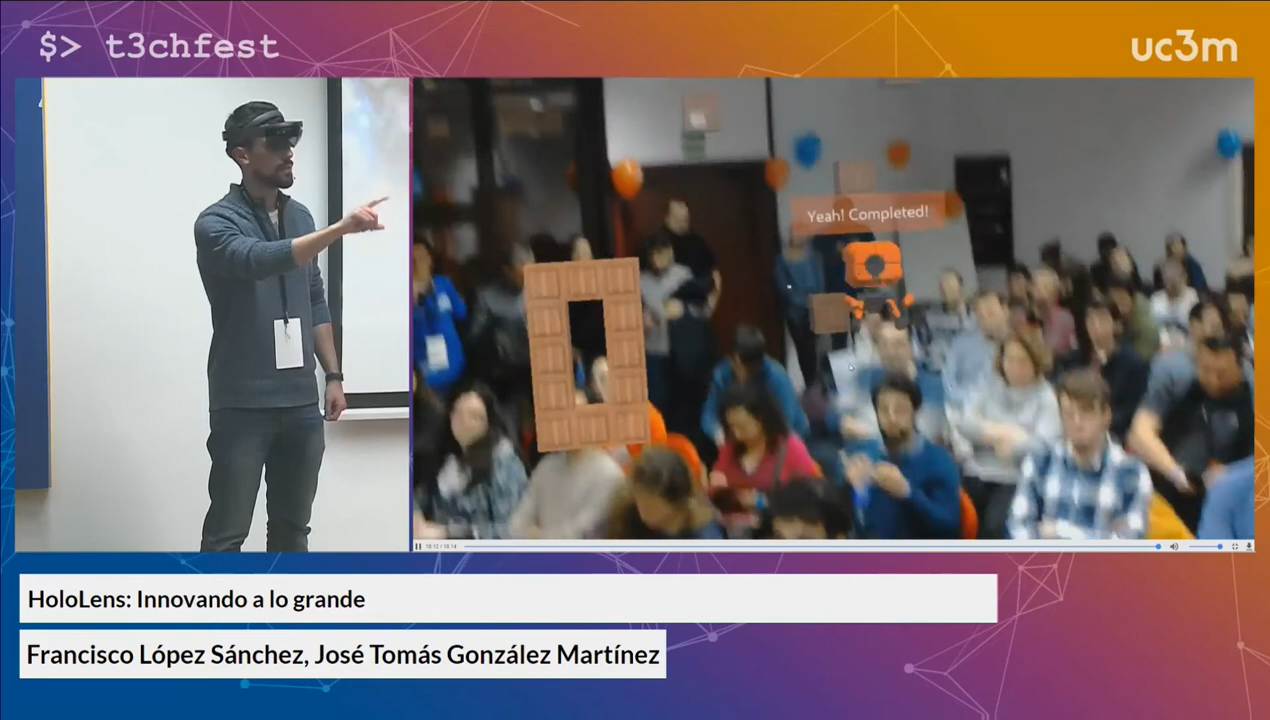 $> t3chfest
uc3m
Yeah! Completed!
HoloLens: Innovando a lo grande
Francisco López Sánchez, José Tomás González Martínez